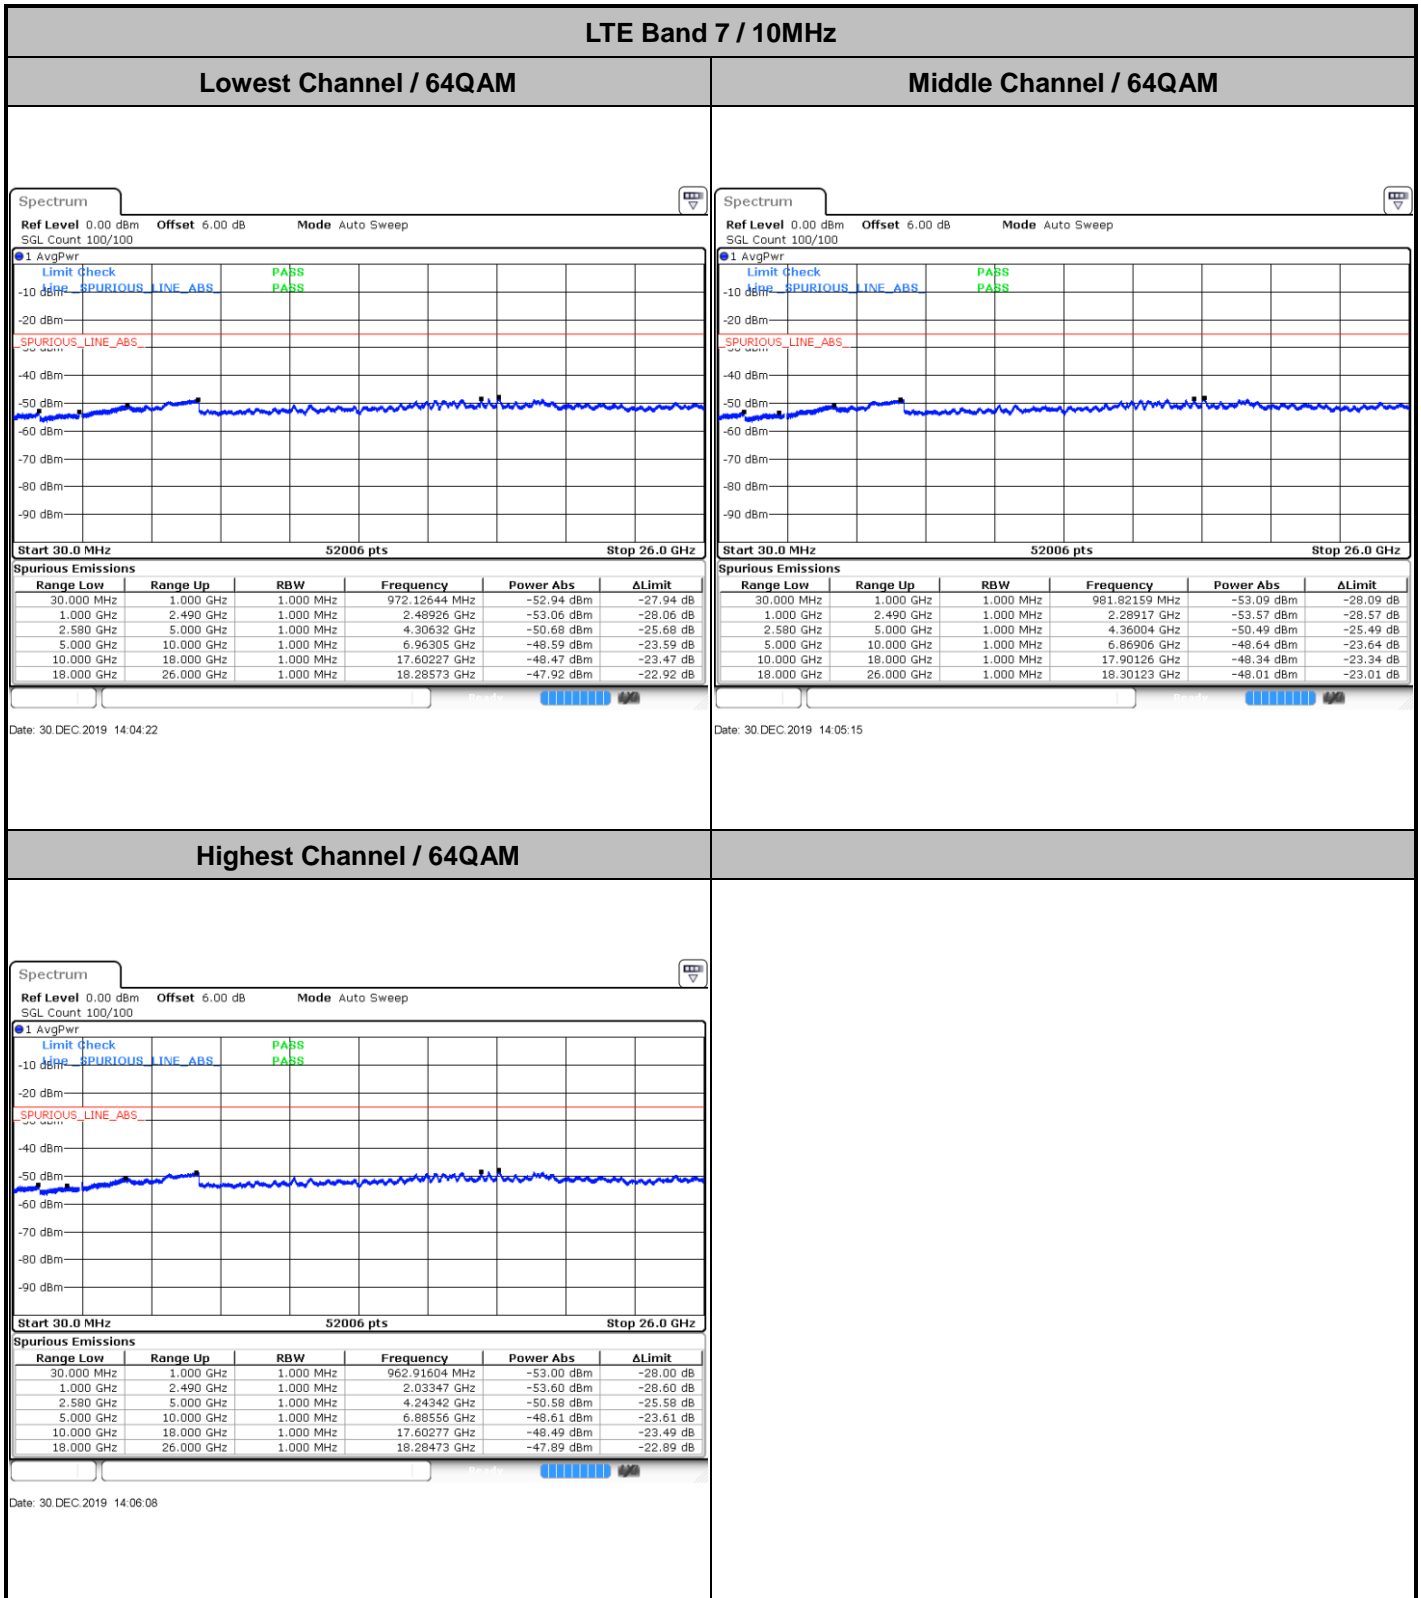 LTE Band 7 / 10MHz
Lowest Channel / 64QAM
Middle Channel / 64QAM
Spectrum
Ref Level 0.00 dBm Offset 6.00 dB Mode Auto Sweep
SGL Count 100/100
1 AvgPwr
Limit Check PASS
Line _SPURIOUS_LINE_ABS_ PASS
-10 dBm
-20 dBm
_SPURIOUS_LINE_ABS_
-40 dBm
-50 dBm
-60 dBm
-70 dBm
-80 dBm
-90 dBm
Start 30.0 MHz 52006 pts Stop 26.0 GHz
Spurious Emissions
Range Low Range Up RBW Frequency Power Abs ΔLimit
30.000 MHz 1.000 GHz 1.000 MHz 972.12644 MHz -52.94 dBm -27.94 dB
1.000 GHz 2.490 GHz 1.000 MHz 2.48926 GHz -53.06 dBm -28.06 dB
2.580 GHz 5.000 GHz 1.000 MHz 4.30632 GHz -50.68 dBm -25.68 dB
5.000 GHz 10.000 GHz 1.000 MHz 6.96305 GHz -48.59 dBm -23.59 dB
10.000 GHz 18.000 GHz 1.000 MHz 17.60227 GHz -48.47 dBm -23.47 dB
18.000 GHz 26.000 GHz 1.000 MHz 18.28573 GHz -47.92 dBm -22.92 dB
Date: 30.DEC.2019 14:04:22
Spectrum
Ref Level 0.00 dBm Offset 6.00 dB Mode Auto Sweep
SGL Count 100/100
1 AvgPwr
Limit Check PASS
Line _SPURIOUS_LINE_ABS_ PASS
-10 dBm
-20 dBm
_SPURIOUS_LINE_ABS_
-40 dBm
-50 dBm
-60 dBm
-70 dBm
-80 dBm
-90 dBm
Start 30.0 MHz 52006 pts Stop 26.0 GHz
Spurious Emissions
Range Low Range Up RBW Frequency Power Abs ΔLimit
30.000 MHz 1.000 GHz 1.000 MHz 981.82159 MHz -53.09 dBm -28.09 dB
1.000 GHz 2.490 GHz 1.000 MHz 2.28917 GHz -53.57 dBm -28.57 dB
2.580 GHz 5.000 GHz 1.000 MHz 4.36004 GHz -50.49 dBm -25.49 dB
5.000 GHz 10.000 GHz 1.000 MHz 6.86906 GHz -48.64 dBm -23.64 dB
10.000 GHz 18.000 GHz 1.000 MHz 17.90126 GHz -48.34 dBm -23.34 dB
18.000 GHz 26.000 GHz 1.000 MHz 18.30123 GHz -48.01 dBm -23.01 dB
Date: 30.DEC.2019 14:05:15
Highest Channel / 64QAM
Spectrum
Ref Level 0.00 dBm Offset 6.00 dB Mode Auto Sweep
SGL Count 100/100
1 AvgPwr
Limit Check PASS
Line _SPURIOUS_LINE_ABS_ PASS
-10 dBm
-20 dBm
_SPURIOUS_LINE_ABS_
-40 dBm
-50 dBm
-60 dBm
-70 dBm
-80 dBm
-90 dBm
Start 30.0 MHz 52006 pts Stop 26.0 GHz
Spurious Emissions
Range Low Range Up RBW Frequency Power Abs ΔLimit
30.000 MHz 1.000 GHz 1.000 MHz 962.91604 MHz -53.00 dBm -28.00 dB
1.000 GHz 2.490 GHz 1.000 MHz 2.03347 GHz -53.60 dBm -28.60 dB
2.580 GHz 5.000 GHz 1.000 MHz 4.24342 GHz -50.58 dBm -25.58 dB
5.000 GHz 10.000 GHz 1.000 MHz 6.88556 GHz -48.61 dBm -23.61 dB
10.000 GHz 18.000 GHz 1.000 MHz 17.60277 GHz -48.49 dBm -23.49 dB
18.000 GHz 26.000 GHz 1.000 MHz 18.28473 GHz -47.89 dBm -22.89 dB
Date: 30.DEC.2019 14:06:08